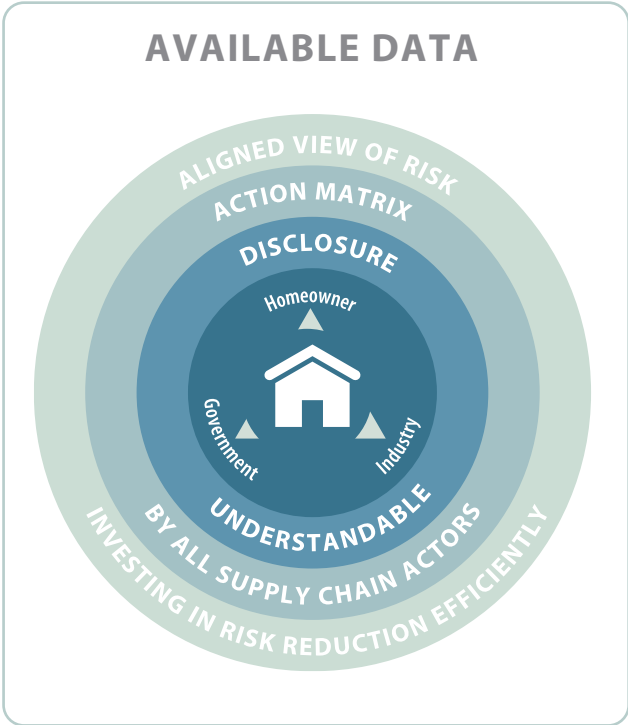 AVAILABLE DATA
ALIGNED VIEW OF RISK
ACTION MATRIX
DISCLOSURE
Homeowner
Government
Industry
UNDERSTANDABLE
BY ALL SUPPLY CHAIN ACTORS
INVESTING IN RISK REDUCTION EFFICIENTLY